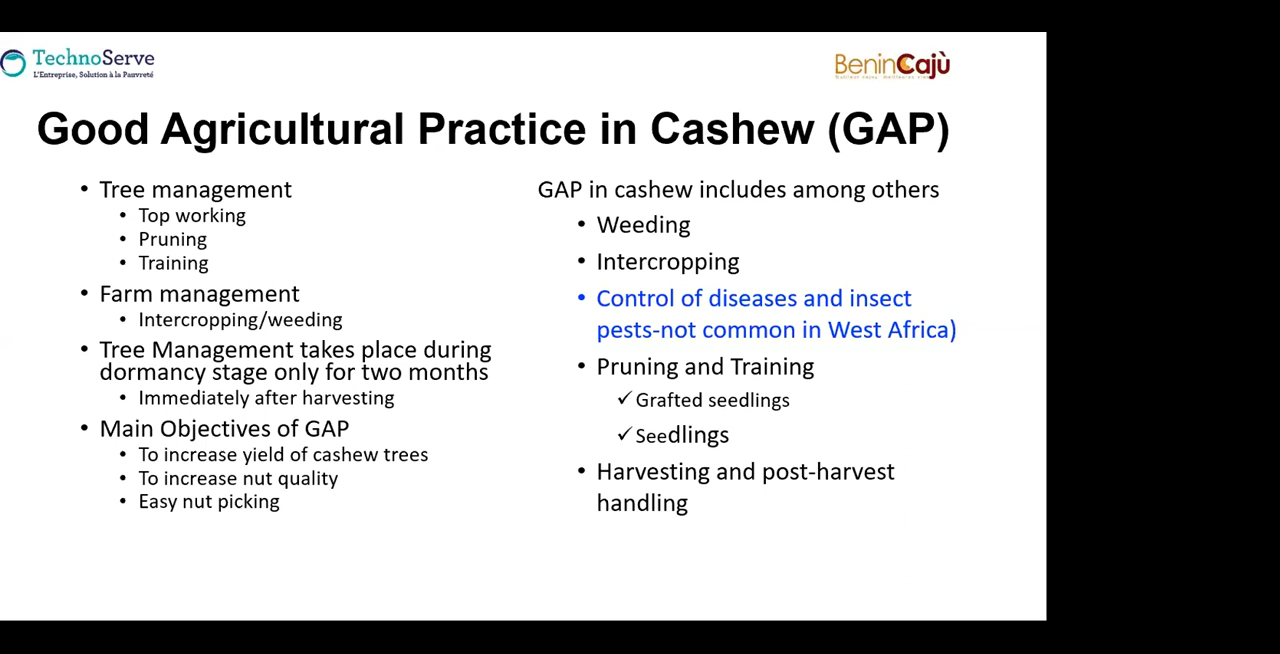 TechnoServe
L'Entreprise, Solution à la Pauvreté
BeninCajù
Good Agricultural Practice in Cashew (GAP)
• Tree management
• Top working
• Pruning
• Training
• Farm management
• Intercropping/weeding
• Tree Management takes place during
dormancy stage only for two months
• Immediately after harvesting
• Main Objectives of GAP
• To increase yield of cashew trees
• To increase nut quality
• Easy nut picking
GAP in cashew includes among others
• Weeding
• Intercropping
• Control of diseases and insect
pests-not common in West Africa)
• Pruning and Training
✓ Grafted seedlings
✓ Seedlings
• Harvesting and post-harvest
handling